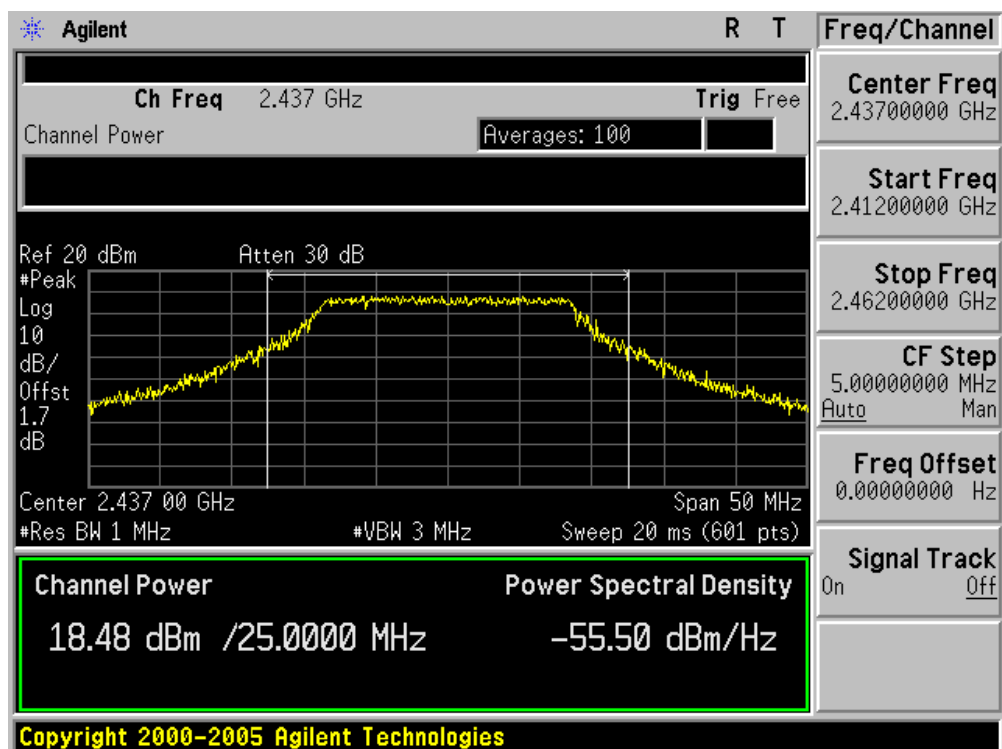 Agilent R T
Ch Freq 2.437 GHz Trig Free
Channel Power Averages: 100
Ref 20 dBm Atten 30 dB
#Peak
Log
10
dB/
Offst
1.7
dB
Center 2.437 00 GHz Span 50 MHz
#Res BW 1 MHz #VBW 3 MHz Sweep 20 ms (601 pts)
Channel Power Power Spectral Density
18.48 dBm /25.0000 MHz -55.50 dBm/Hz
Copyright 2000-2005 Agilent Technologies
Freq/Channel
Center Freq
2.43700000 GHz
Start Freq
2.41200000 GHz
Stop Freq
2.46200000 GHz
CF Step
5.00000000 MHz
Auto Man
Freq Offset
0.00000000 Hz
Signal Track
On Off